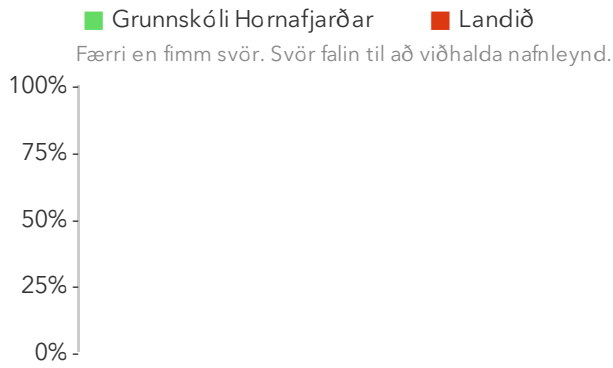 Grunnskóli Hornafjarðar Landið
Færri en fimm svör. Svör falin til að viðhalda nafnleynd.
100%
75%
50%
25%
0%